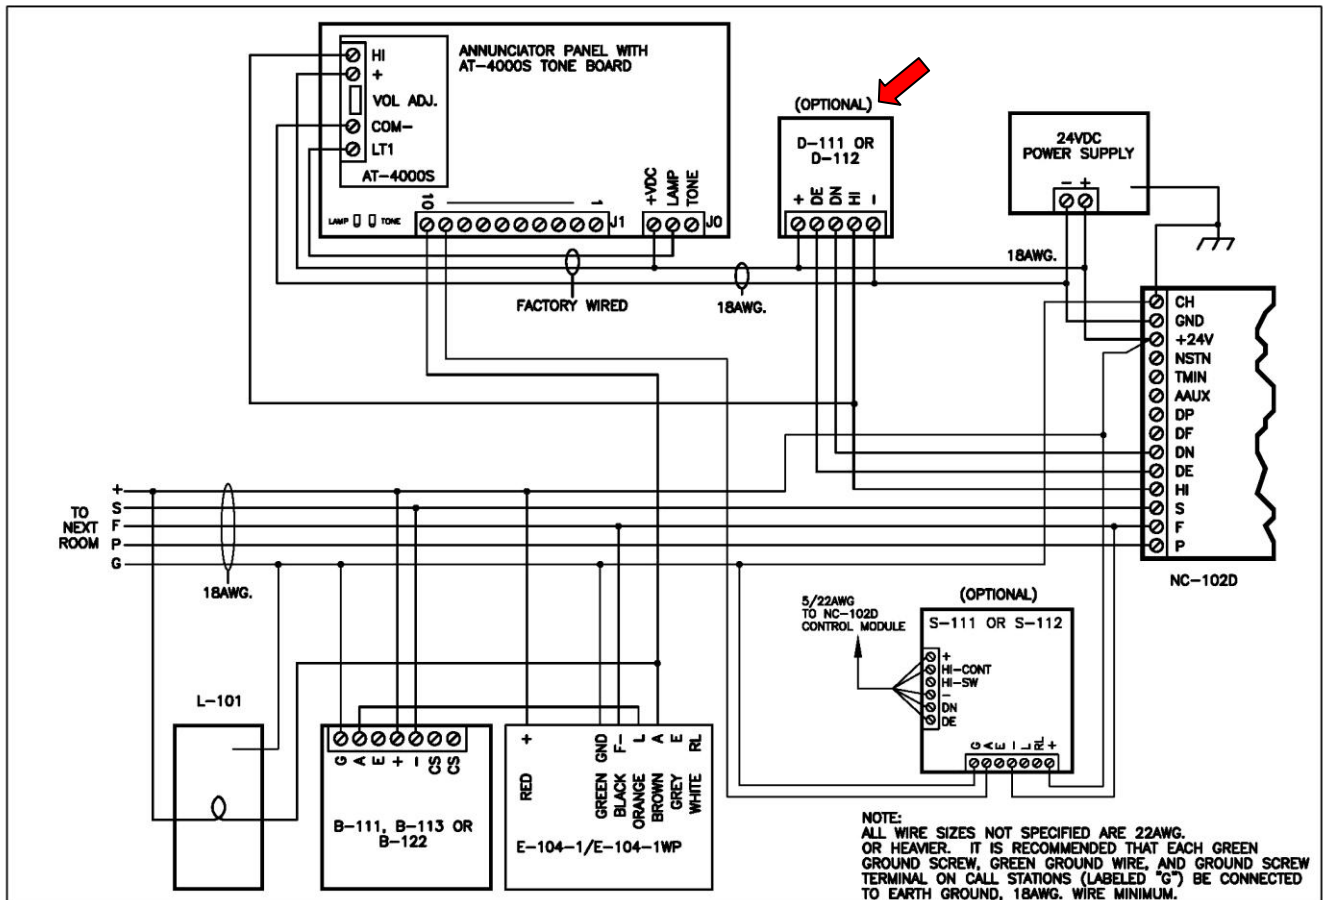 HI
+
VOL ADJ.
COM-
LT1
AT-4000S
ANNUNCIATOR PANEL WITH
AT-4000S TONE BOARD
LAMP
TONE
10
1
J1
+VDC
LAMP
TONE
J0
FACTORY WIRED
18AWG.
(OPTIONAL)
D-111 OR
D-112
+
DE
DN
HI
-
24VDC
POWER SUPPLY
- +
18AWG.
CH
GND
+24V
NSTN
TMIN
AAUX
DP
DF
DN
DE
HI
S
F
P
NC-102D
TO
NEXT
ROOM
+
S
F
P
G
18AWG.
L-101
G
A
E
+
-
CS
CS
B-111, B-113 OR
B-122
+
GND
F-
L
A
E
RL
RED
GREEN
BLACK
ORANGE
BROWN
GREY
WHITE
E-104-1/E-104-1WP
5/22AWG
TO NC-102D
CONTROL MODULE
(OPTIONAL)
S-111 OR S-112
+
HI-CONT
HI-SW
-
DN
DE
G
A
E
-
L
RL
+
NOTE:
ALL WIRE SIZES NOT SPECIFIED ARE 22AWG.
OR HEAVIER. IT IS RECOMMENDED THAT EACH GREEN
GROUND SCREW, GREEN GROUND WIRE, AND GROUND SCREW
TERMINAL ON CALL STATIONS (LABELED "G") BE CONNECTED
TO EARTH GROUND, 18AWG. WIRE MINIMUM.